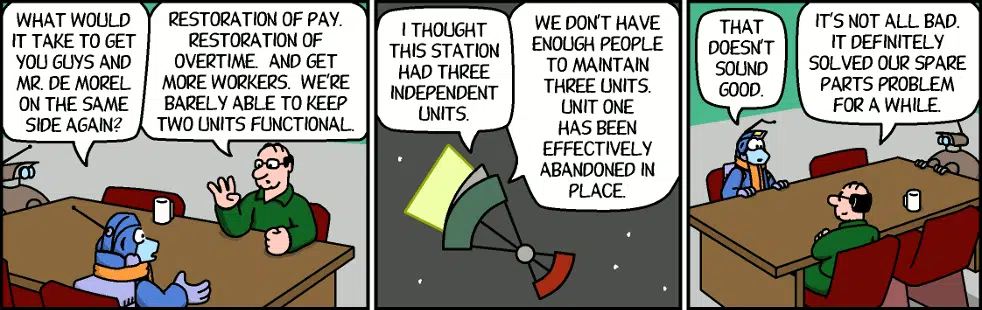 WHAT WOULD
IT TAKE TO GET
YOU GUYS AND
MR. DE MOREL
ON THE SAME
SIDE AGAIN?
RESTORATION OF PAY.
RESTORATION OF
OVERTIME. AND GET
MORE WORKERS. WE'RE
BARELY ABLE TO KEEP
TWO UNITS FUNCTIONAL.
I THOUGHT
THIS STATION
HAD THREE
INDEPENDENT
UNITS.
WE DON'T HAVE
ENOUGH PEOPLE
TO MAINTAIN
THREE UNITS.
UNIT ONE
HAS BEEN
EFFECTIVELY
ABANDONED IN
PLACE.
THAT
DOESN'T
SOUND
GOOD.
IT'S NOT ALL BAD.
IT DEFINITELY
SOLVED OUR SPARE
PARTS PROBLEM
FOR A WHILE.